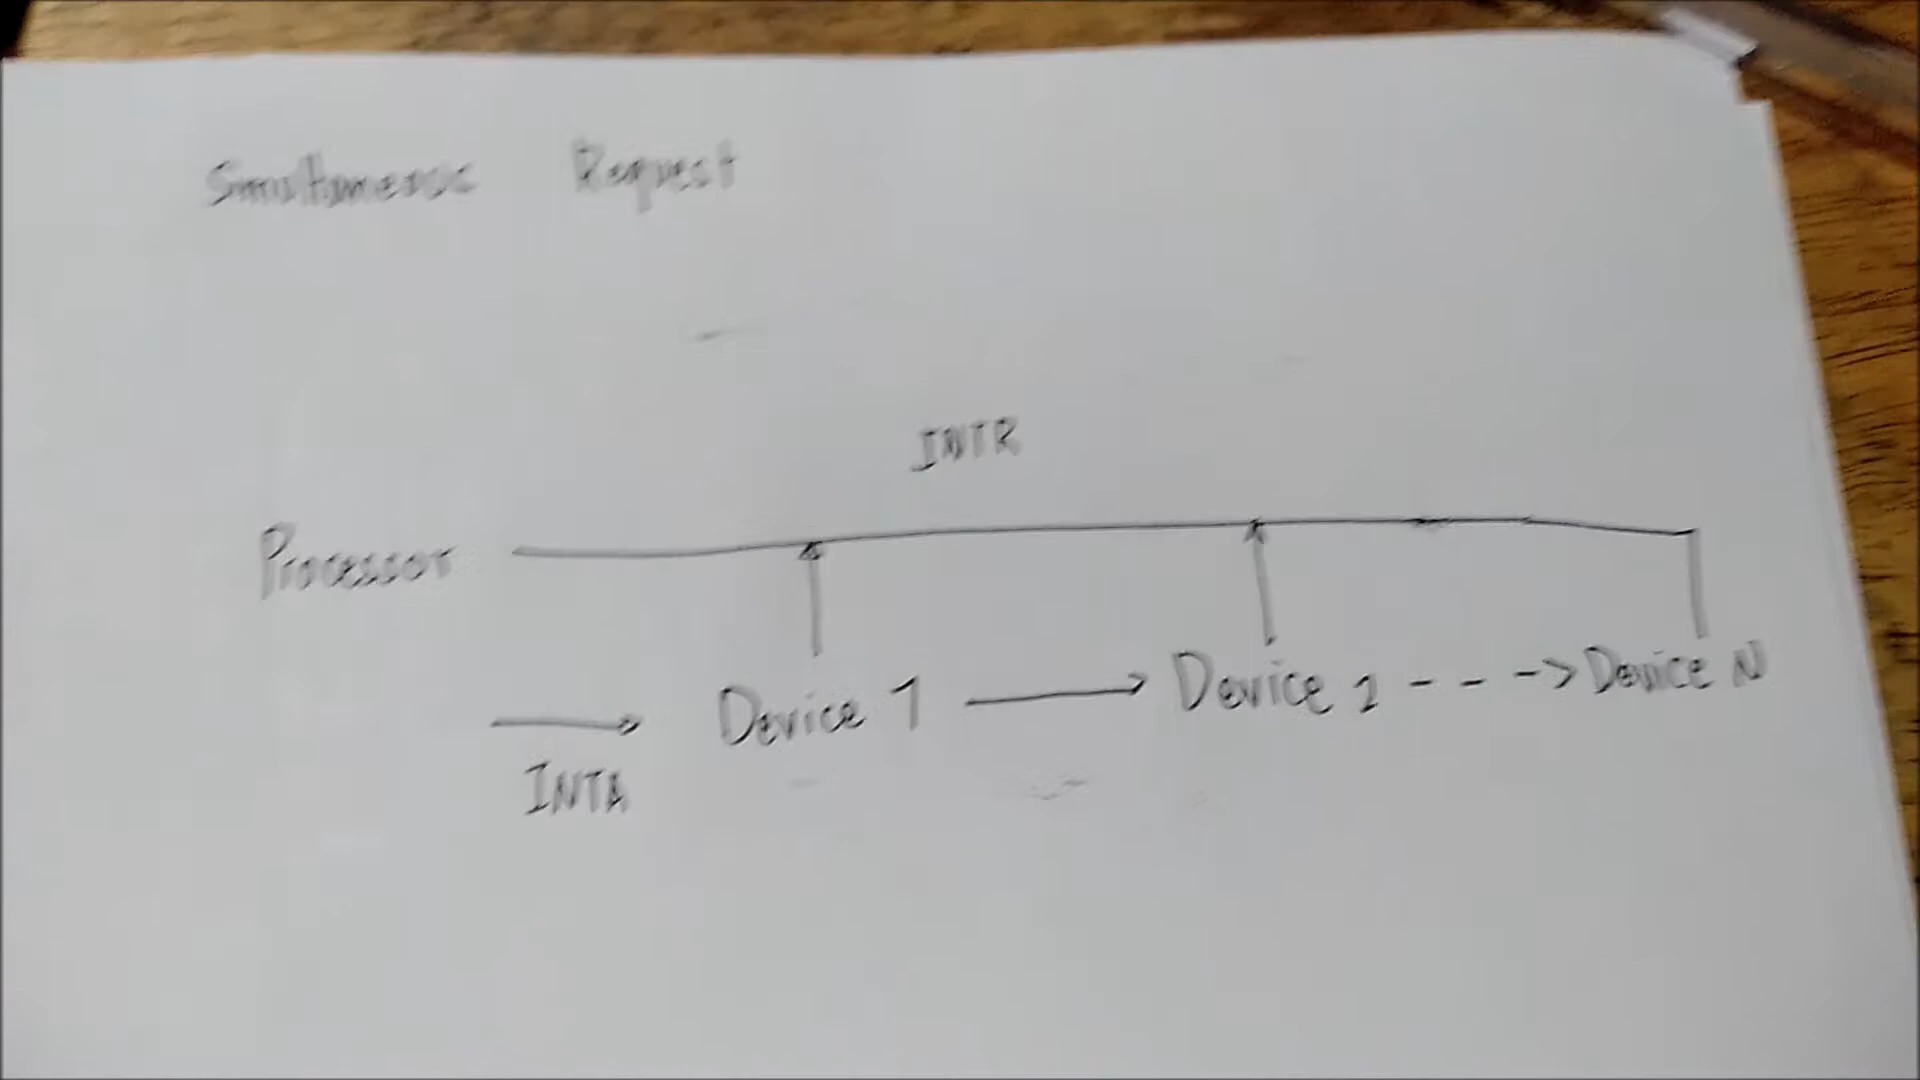 Simultaneous Request
INTR
Processor
Device 1 Device 2 Device N
INTA